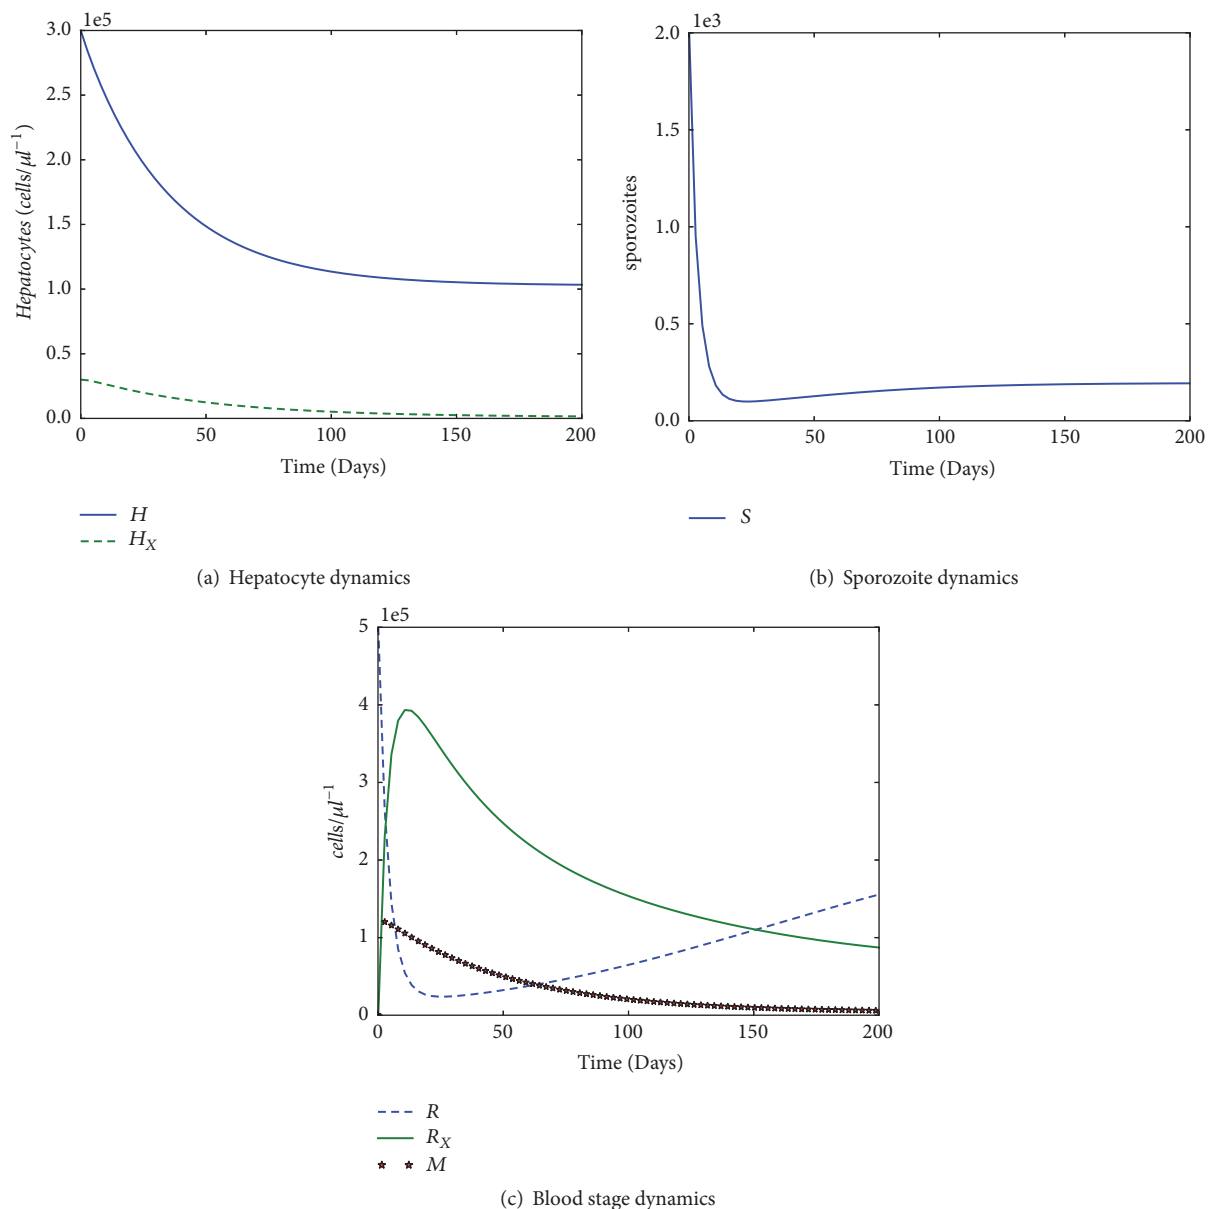 1e5
3.0
2.5
2.0
1.5
1.0
0.5
0.0
Hepatocytes (cells/μl⁻¹)
0 50 100 150 200
Time (Days)
H
H_X
(a) Hepatocyte dynamics
1e3
2.0
1.5
1.0
0.5
0.0
sporozoites
0 50 100 150 200
Time (Days)
S
(b) Sporozoite dynamics
1e5
5
4
3
2
1
0
cells/μl⁻¹
0 50 100 150 200
Time (Days)
R
R_X
M
(c) Blood stage dynamics